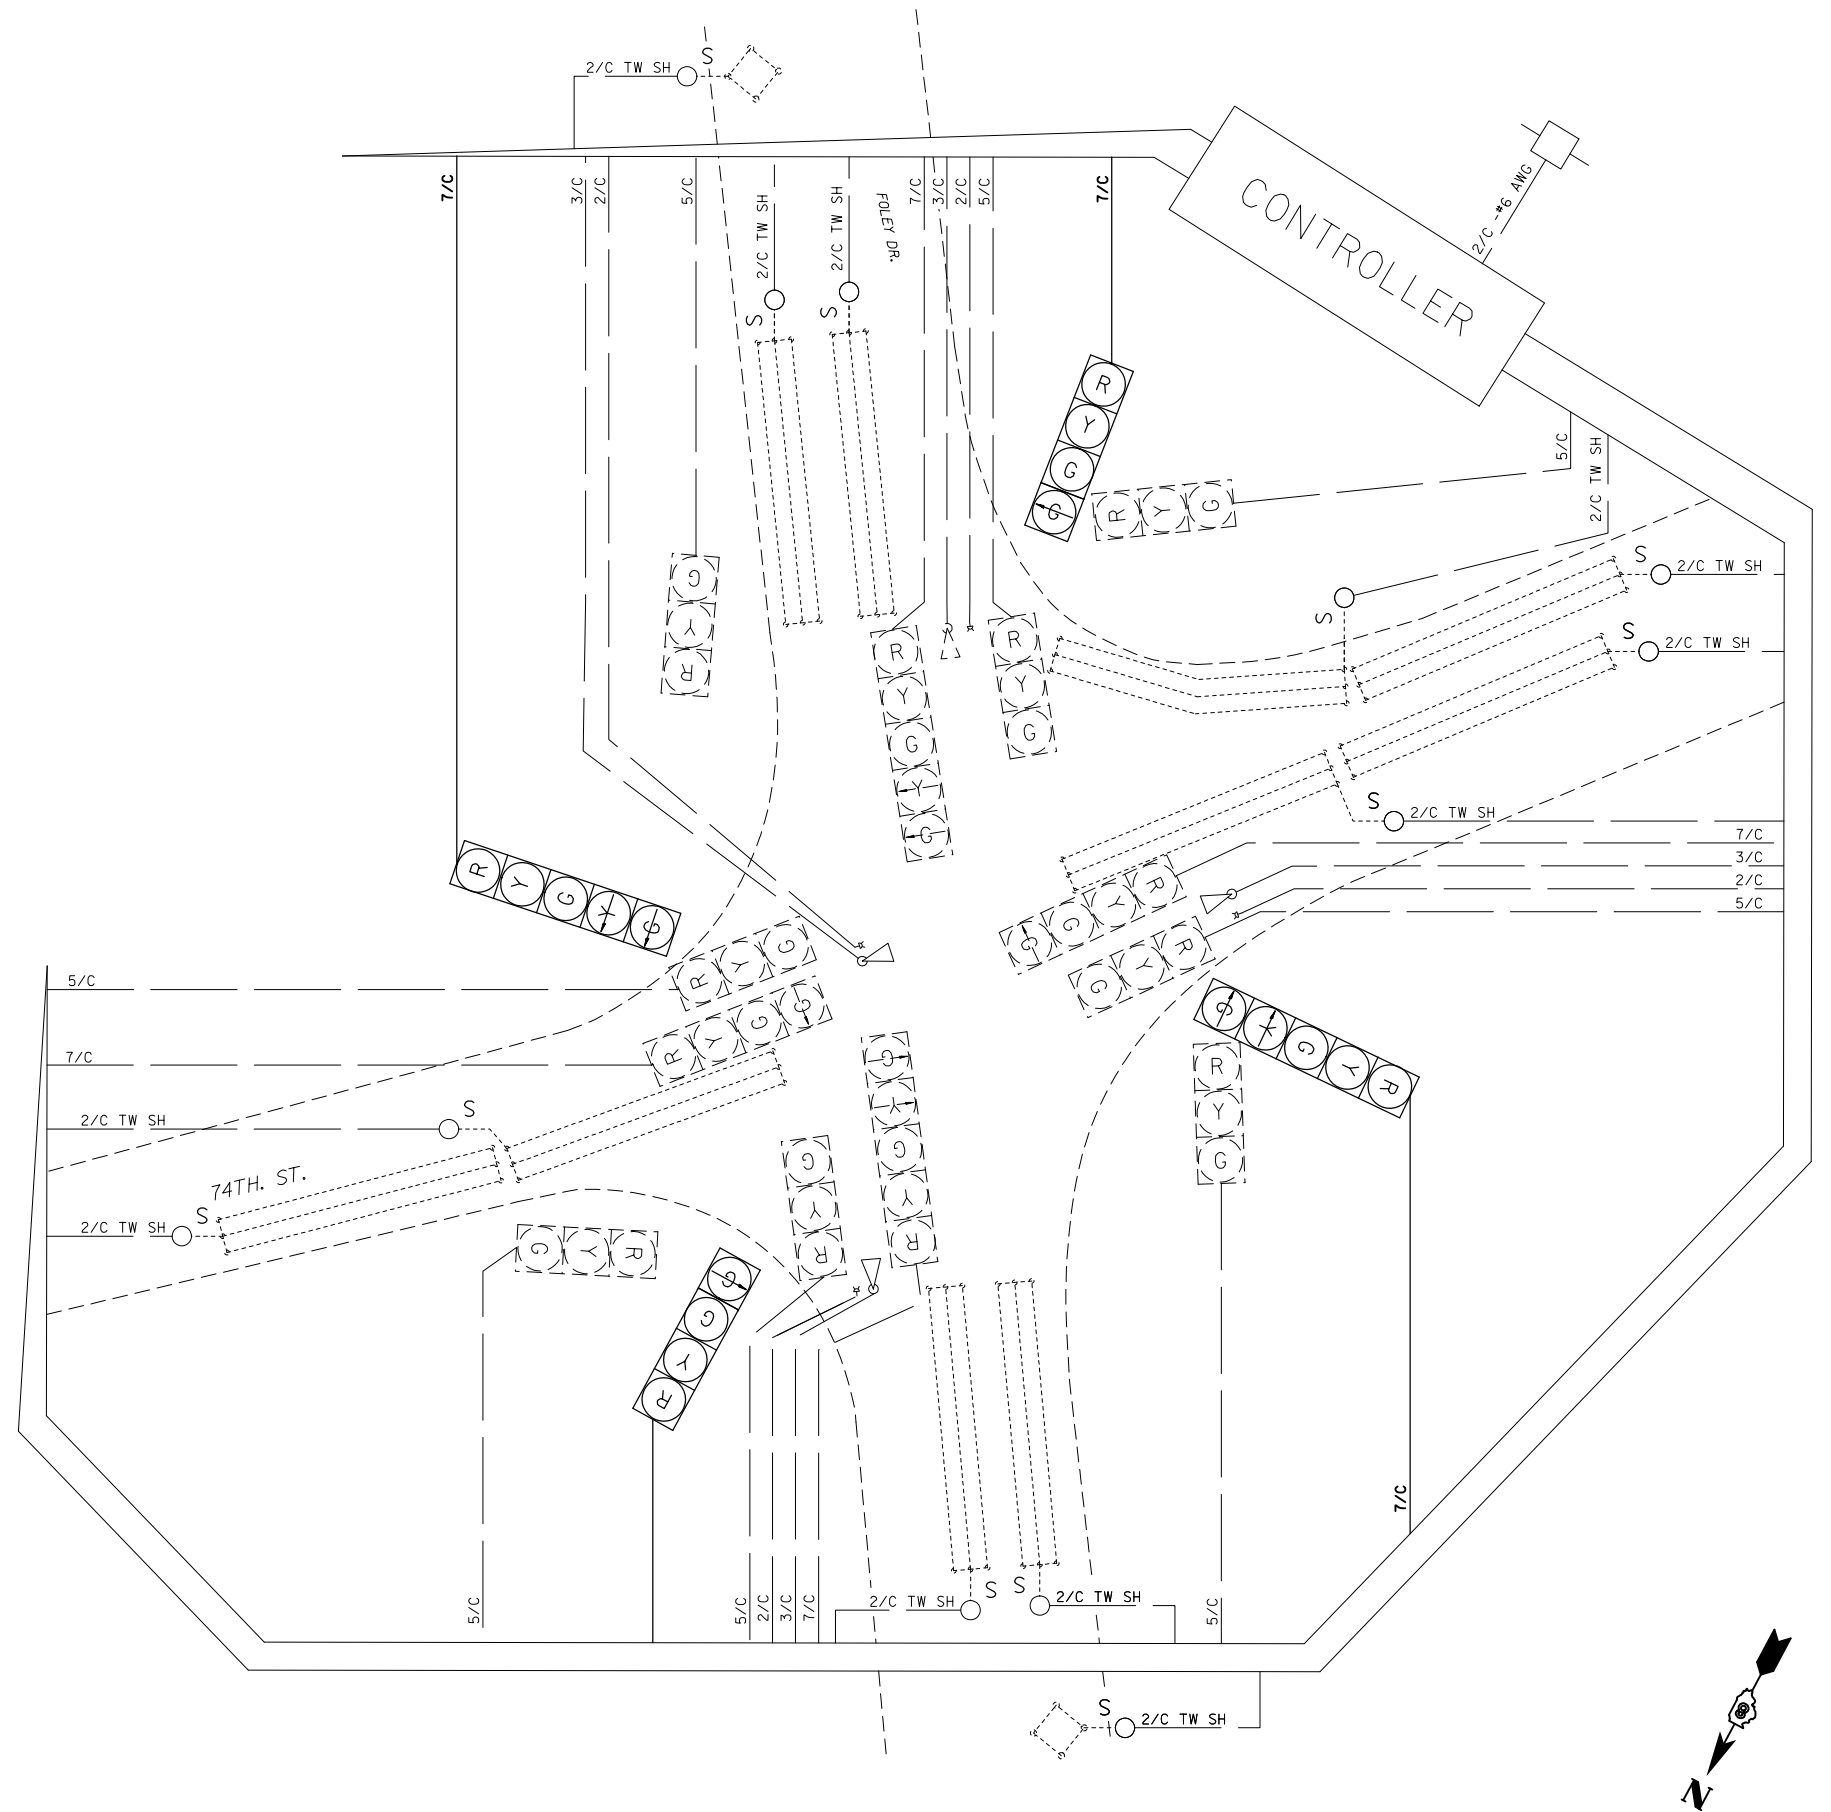 S
2/C TW SH
7/C
3/C
2/C
5/C
2/C TW SH
2/C TW SH
FOLEY DR.
7/C
3/C
2/C
5/C
7/C
CONTROLLER
2/C -#6 AWG
S
S
R
Y
G
G
R Y G
5/C
2/C TW SH
S
S
2/C TW SH
S
2/C TW SH
G
Y
R
R
Y
G
Y
G
R
Y
G
S
2/C TW SH
7/C
3/C
2/C
5/C
R Y G Y G
R Y G
G G Y R
G Y R
5/C
R Y G G
7/C
G Y G Y R
2/C TW SH
S
74TH. ST.
2/C TW SH
S
G
Y
G
Y
R
G
Y
R
R
Y
G
G Y R
G
G
Y
R
7/C
5/C
5/C
2/C
3/C
7/C
2/C TW SH
S
S
2/C TW SH
5/C
S
2/C TW SH
N